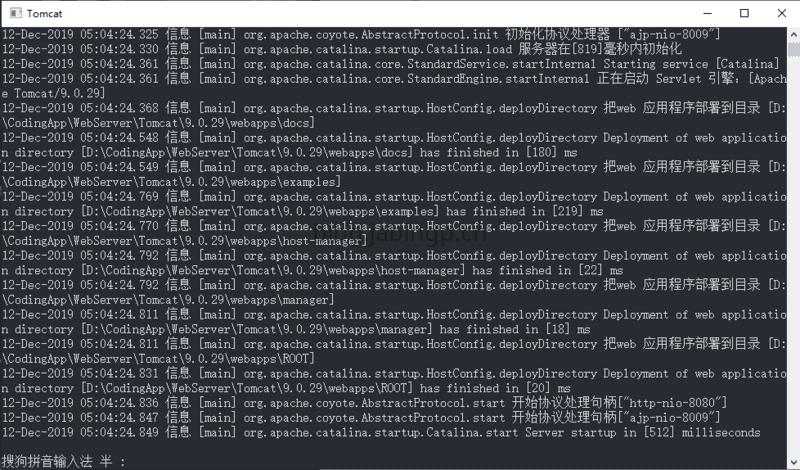 Tomcat
12-Dec-2019 05:04:24.325 信息 [main] org.apache.coyote.AbstractProtocol.init 初始化协议处理器 ["ajp-nio-8009"]
12-Dec-2019 05:04:24.330 信息 [main] org.apache.catalina.startup.Catalina.load 服务器在[819]毫秒内初始化
12-Dec-2019 05:04:24.361 信息 [main] org.apache.catalina.core.StandardService.startInternal Starting service [Catalina]
12-Dec-2019 05:04:24.361 信息 [main] org.apache.catalina.core.StandardEngine.startInternal 正在启动 Servlet 引擎：[Apach
e Tomcat/9.0.29]
12-Dec-2019 05:04:24.368 信息 [main] org.apache.catalina.startup.HostConfig.deployDirectory 把web 应用程序部署到目录 [D:
\CodingApp\WebServer\Tomcat\9.0.29\webapps\docs]
12-Dec-2019 05:04:24.548 信息 [main] org.apache.catalina.startup.HostConfig.deployDirectory Deployment of web applicatio
n directory [D:\CodingApp\WebServer\Tomcat\9.0.29\webapps\docs] has finished in [180] ms
12-Dec-2019 05:04:24.549 信息 [main] org.apache.catalina.startup.HostConfig.deployDirectory 把web 应用程序部署到目录 [D:
\CodingApp\WebServer\Tomcat\9.0.29\webapps\examples]
12-Dec-2019 05:04:24.769 信息 [main] org.apache.catalina.startup.HostConfig.deployDirectory Deployment of web applicatio
n directory [D:\CodingApp\WebServer\Tomcat\9.0.29\webapps\examples] has finished in [219] ms
12-Dec-2019 05:04:24.770 信息 [main] org.apache.catalina.startup.HostConfig.deployDirectory 把web 应用程序部署到目录 [D:
\CodingApp\WebServer\Tomcat\9.0.29\webapps\host-manager]
12-Dec-2019 05:04:24.792 信息 [main] org.apache.catalina.startup.HostConfig.deployDirectory Deployment of web applicatio
n directory [D:\CodingApp\WebServer\Tomcat\9.0.29\webapps\host-manager] has finished in [22] ms
12-Dec-2019 05:04:24.792 信息 [main] org.apache.catalina.startup.HostConfig.deployDirectory 把web 应用程序部署到目录 [D:
\CodingApp\WebServer\Tomcat\9.0.29\webapps\manager]
12-Dec-2019 05:04:24.811 信息 [main] org.apache.catalina.startup.HostConfig.deployDirectory Deployment of web applicatio
n directory [D:\CodingApp\WebServer\Tomcat\9.0.29\webapps\manager] has finished in [18] ms
12-Dec-2019 05:04:24.811 信息 [main] org.apache.catalina.startup.HostConfig.deployDirectory 把web 应用程序部署到目录 [D:
\CodingApp\WebServer\Tomcat\9.0.29\webapps\ROOT]
12-Dec-2019 05:04:24.831 信息 [main] org.apache.catalina.startup.HostConfig.deployDirectory Deployment of web applicatio
n directory [D:\CodingApp\WebServer\Tomcat\9.0.29\webapps\ROOT] has finished in [20] ms
12-Dec-2019 05:04:24.836 信息 [main] org.apache.coyote.AbstractProtocol.start 开始协议处理句柄["http-nio-8080"]
12-Dec-2019 05:04:24.847 信息 [main] org.apache.coyote.AbstractProtocol.start 开始协议处理句柄["ajp-nio-8009"]
12-Dec-2019 05:04:24.849 信息 [main] org.apache.catalina.startup.Catalina.start Server startup in [512] milliseconds
搜狗拼音输入法 半 ：